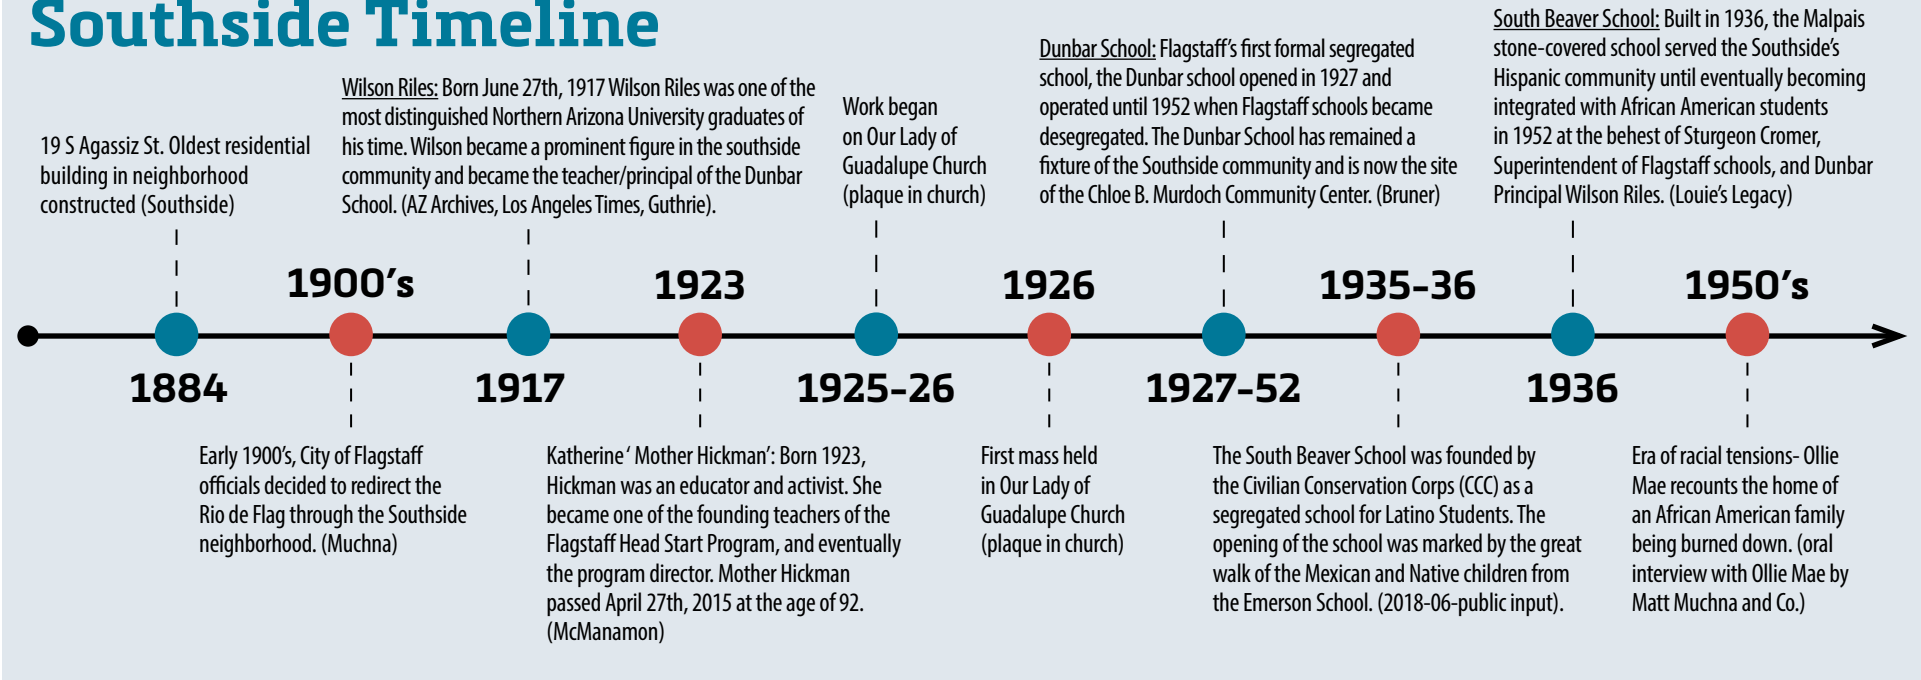 Southside Timeline
19 S Agassiz St. Oldest residential
building in neighborhood
constructed (Southside)
1884
1900's
Early 1900's, City of Flagstaff
officials decided to redirect the
Rio de Flag through the Southside
neighborhood. (Muchna)
Wilson Riles: Born June 27th, 1917 Wilson Riles was one of the
most distinguished Northern Arizona University graduates of
his time. Wilson became a prominent figure in the southside
community and became the teacher/principal of the Dunbar
School. (AZ Archives, Los Angeles Times, Guthrie).
1917
1923
Katherine ‘ Mother Hickman’: Born 1923,
Hickman was an educator and activist. She
became one of the founding teachers of the
Flagstaff Head Start Program, and eventually
the program director. Mother Hickman
passed April 27th, 2015 at the age of 92.
(McManamon)
Work began
on Our Lady of
Guadalupe Church
(plaque in church)
1925-26
1926
First mass held
in Our Lady of
Guadalupe Church
(plaque in church)
Dunbar School: Flagstaff’s first formal segregated
school, the Dunbar school opened in 1927 and
operated until 1952 when Flagstaff schools became
desegregated. The Dunbar School has remained a
fixture of the Southside community and is now the site
of the Chloe B. Murdoch Community Center. (Bruner)
1927-52
1935-36
The South Beaver School was founded by
the Civilian Conservation Corps (CCC) as a
segregated school for Latino Students. The
opening of the school was marked by the great
walk of the Mexican and Native children from
the Emerson School. (2018-06-public input).
South Beaver School: Built in 1936, the Malpais
stone-covered school served the Southside’s
Hispanic community until eventually becoming
integrated with African American students
in 1952 at the behest of Sturgeon Cromer,
Superintendent of Flagstaff schools, and Dunbar
Principal Wilson Riles. (Louie’s Legacy)
1936
1950's
Era of racial tensions- Ollie
Mae recounts the home of
an African American family
being burned down. (oral
interview with Ollie Mae by
Matt Muchna and Co.)